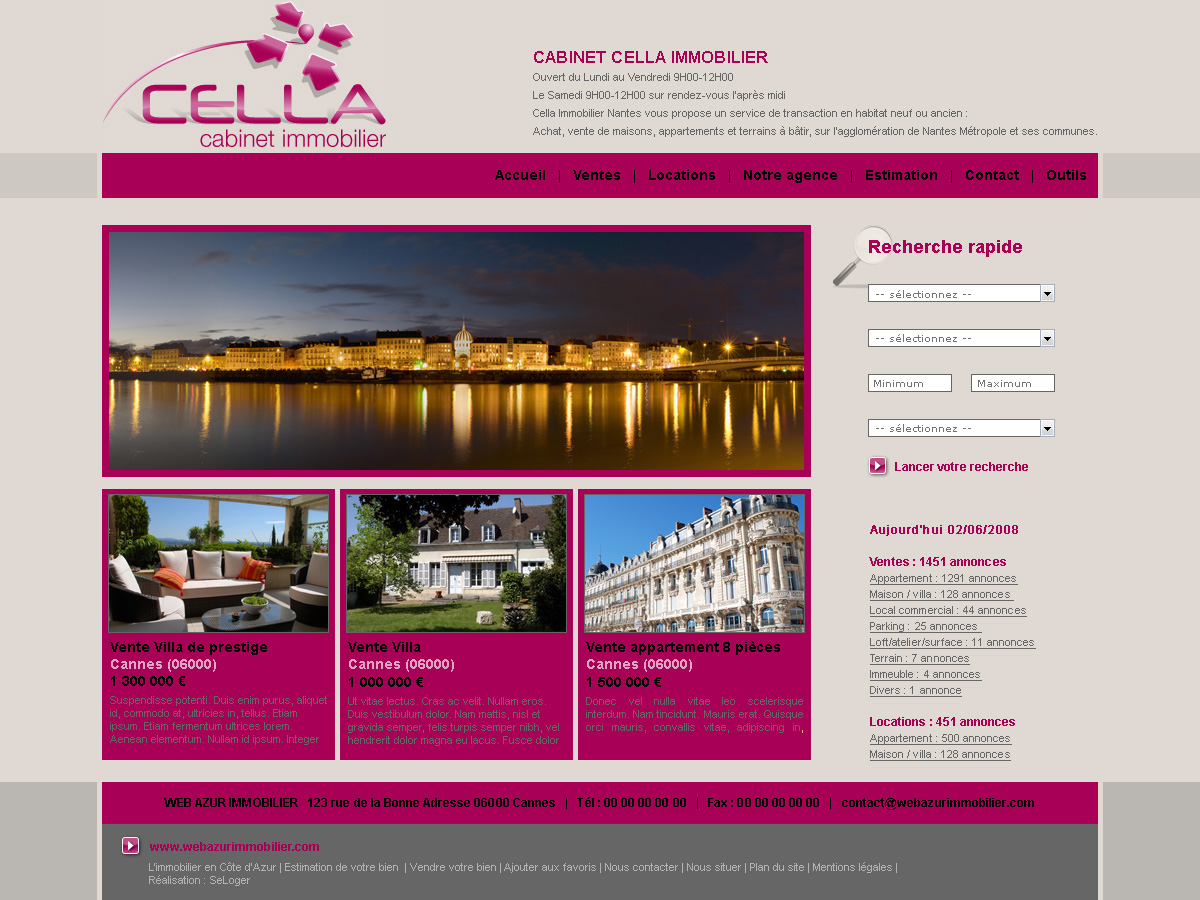 CELLA
cabinet immobilier
CABINET CELLA IMMOBILIER
Ouvert du Lundi au Vendredi 9H00-12H00
Le Samedi 9H00-12H00 sur rendez-vous l'après midi
Cella Immobilier Nantes vous propose un service de transaction en habitat neuf ou ancien :
Achat, vente de maisons, appartements et terrains à bâtir, sur l'agglomération de Nantes Métropole et ses communes.
Accueil | Ventes | Locations | Notre agence | Estimation | Contact | Outils
Recherche rapide
-- sélectionnez --
-- sélectionnez --
Minimum Maximum
-- sélectionnez --
Lancer votre recherche
Vente Villa de prestige
Cannes (06000)
1 300 000 €
Suspendisse potenti. Duis enim purus, aliquet
id, commodo at, ultricies in, tellus. Etiam
ipsum. Etiam fermentum ultrices lorem.
Aenean elementum. Nullam id ipsum. Integer
Vente Villa
Cannes (06000)
1 000 000 €
Ut vitae lectus. Cras ac velit. Nullam eros.
Duis vestibulum dolor. Nam mattis, nisl et
gravida semper, felis turpis semper nibh, vel
hendrerit dolor magna eu lacus. Fusce dolor
Vente appartement 8 pièces
Cannes (06000)
1 500 000 €
Donec vel nulla vitae leo scelerisque
interdum. Nam tincidunt. Mauris erat. Quisque
orci mauris, convallis vitae, adipiscing in,
Aujourd'hui 02/06/2008
Ventes : 1451 annonces
Appartement : 1291 annonces
Maison / villa : 128 annonces
Local commercial : 44 annonces
Parking : 25 annonces
Loft/atelier/surface : 11 annonces
Terrain : 7 annonces
Immeuble : 4 annonces
Divers : 1 annonce
Locations : 451 annonces
Appartement : 500 annonces
Maison / villa : 128 annonces
WEB AZUR IMMOBILIER 123 rue de la Bonne Adresse 06000 Cannes | Tél : 00 00 00 00 00 | Fax : 00 00 00 00 00 | contact@webazurimmobilier.com
www.webazurimmobilier.com
L'immobilier en Côte d'Azur | Estimation de votre bien | Vendre votre bien | Ajouter aux favoris | Nous contacter | Nous situer | Plan du site | Mentions légales |
Réalisation : SeLoger